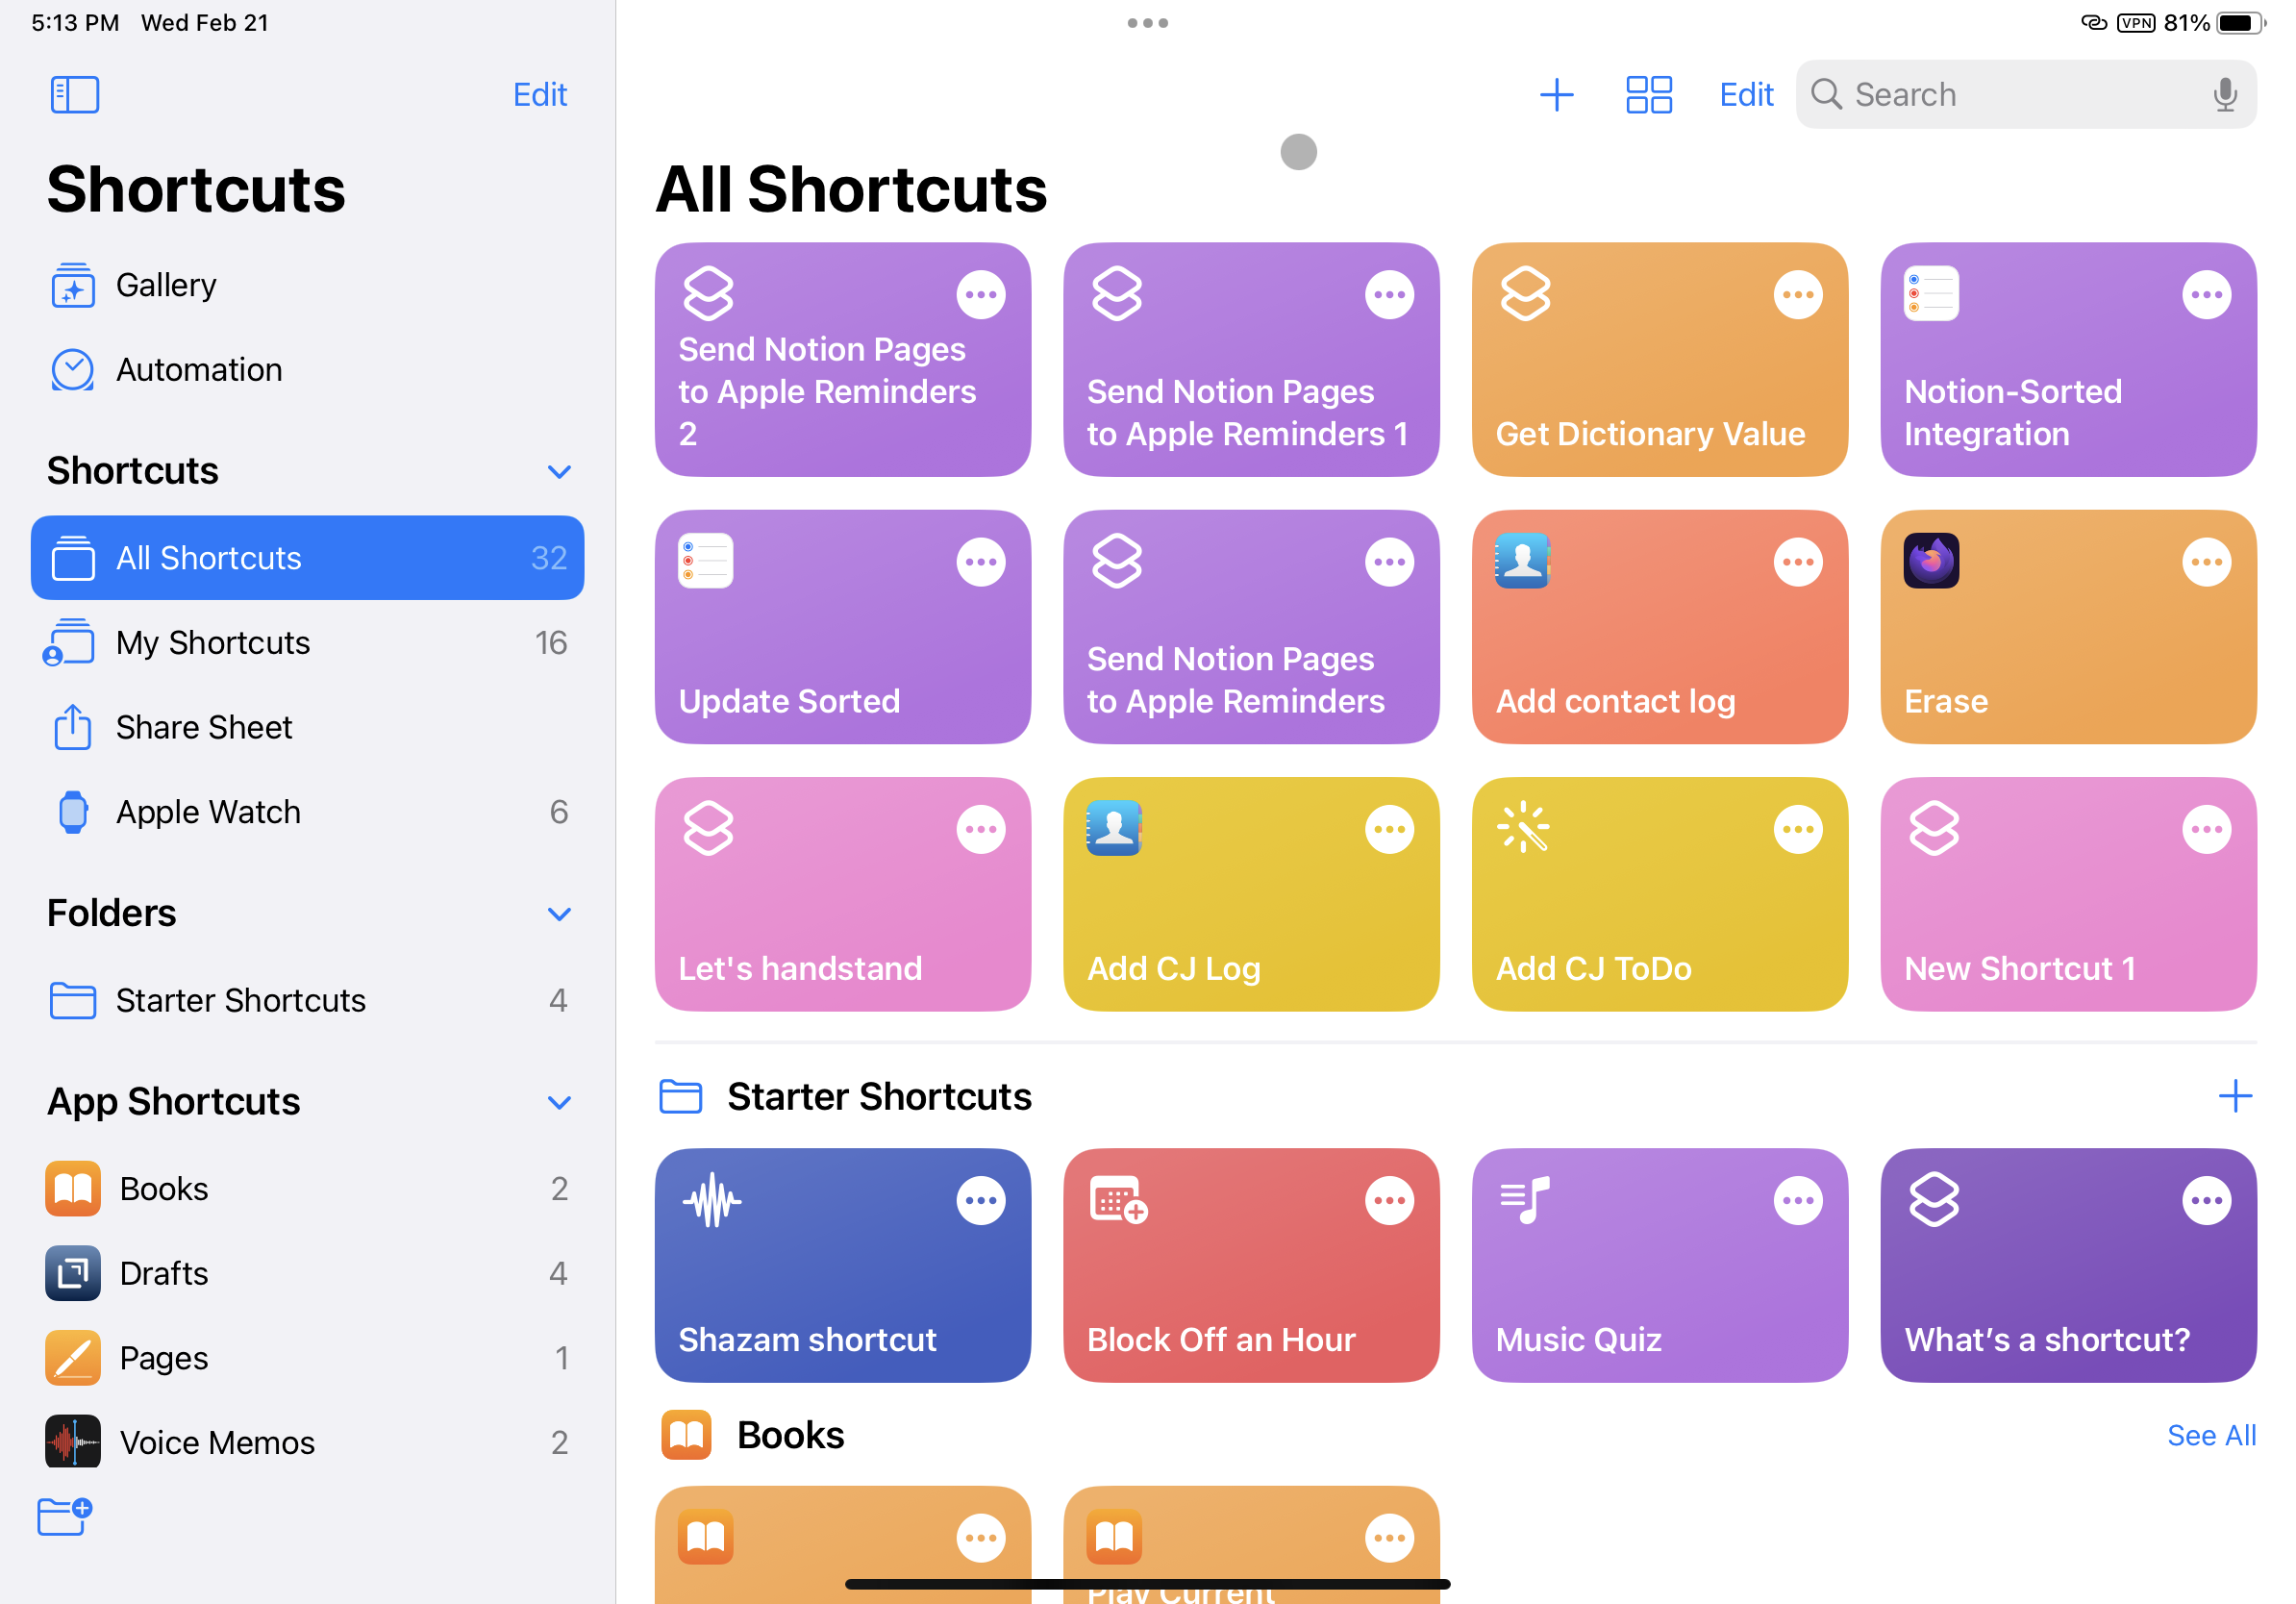 5:13 PM Wed Feb 21
VPN 81%
Edit
Shortcuts
Gallery
Automation
Shortcuts
All Shortcuts 32
My Shortcuts 16
Share Sheet
Apple Watch 6
Folders
Starter Shortcuts 4
App Shortcuts
Books 2
Drafts 4
Pages 1
Voice Memos 2
Edit
Search
All Shortcuts
Send Notion Pages
to Apple Reminders
2
Send Notion Pages
to Apple Reminders 1
Get Dictionary Value
Notion-Sorted
Integration
Update Sorted
Send Notion Pages
to Apple Reminders
Add contact log
Erase
Let's handstand
Add CJ Log
Add CJ ToDo
New Shortcut 1
Starter Shortcuts
Shazam shortcut
Block Off an Hour
Music Quiz
What’s a shortcut?
Books
See All
Play Current